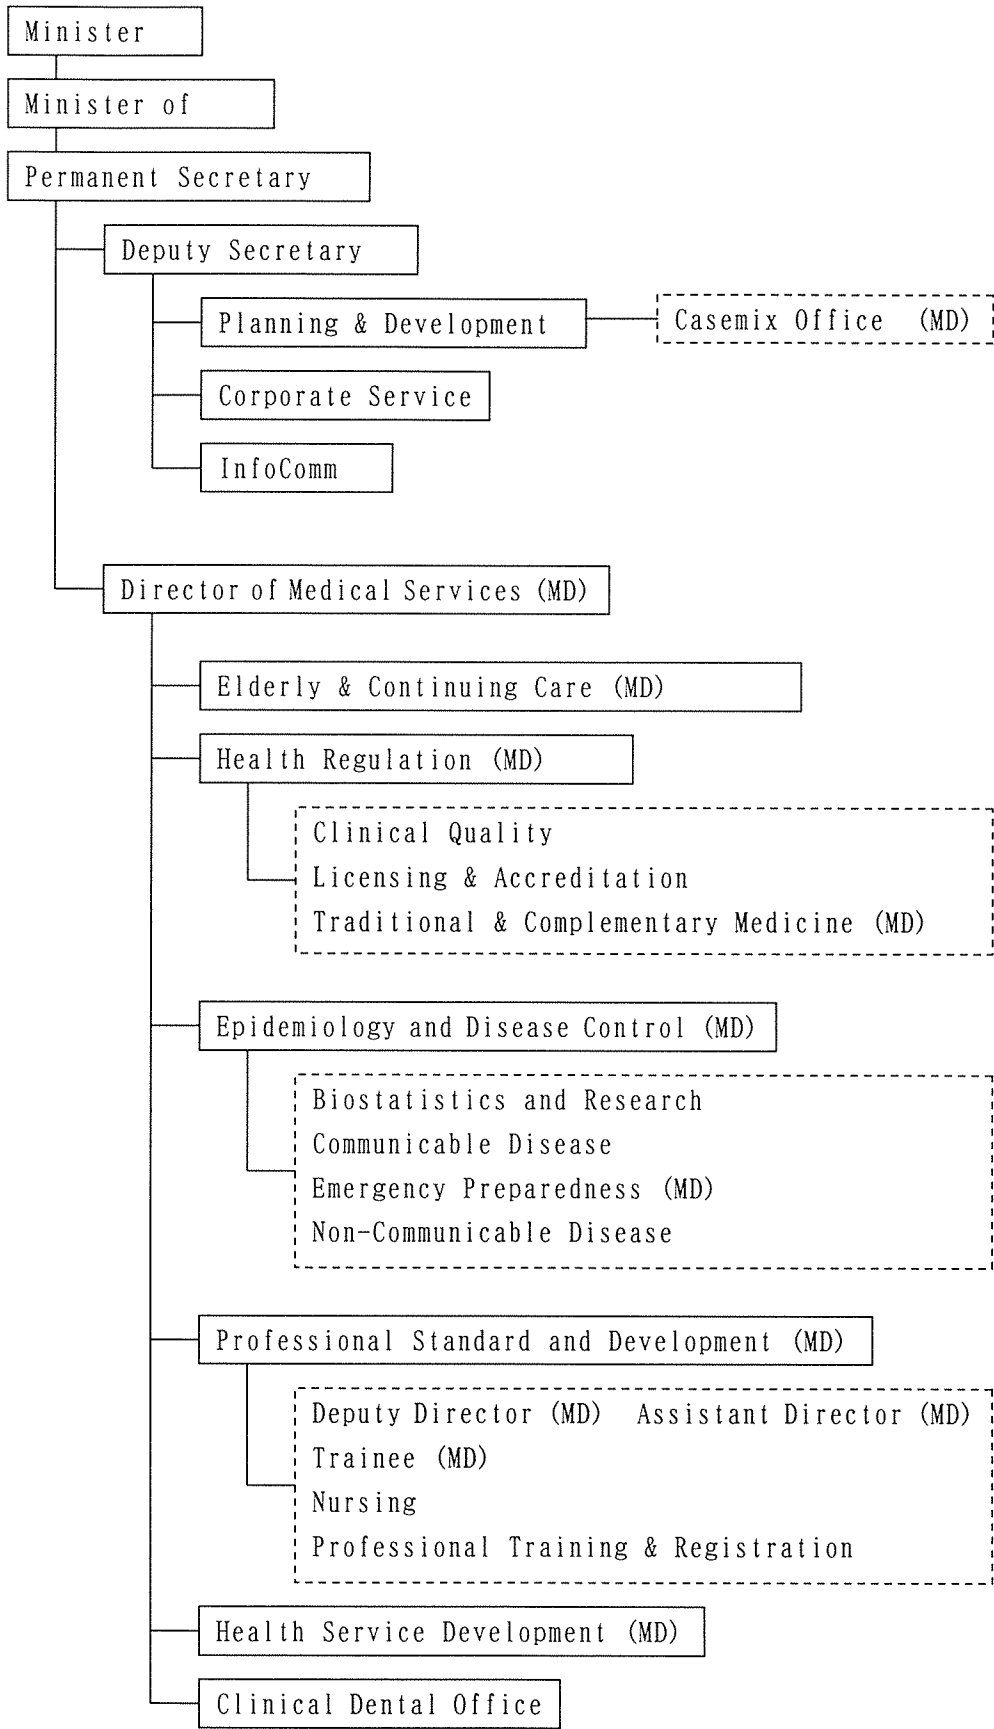 Minister
Minister of
Permanent Secretary
Deputy Secretary
Planning & Development
Casemix Office (MD)
Corporate Service
InfoComm
Director of Medical Services (MD)
Elderly & Continuing Care (MD)
Health Regulation (MD)
Clinical Quality
Licensing & Accreditation
Traditional & Complementary Medicine (MD)
Epidemiology and Disease Control (MD)
Biostatistics and Research
Communicable Disease
Emergency Preparedness (MD)
Non-Communicable Disease
Professional Standard and Development (MD)
Deputy Director (MD) Assistant Director (MD)
Trainee (MD)
Nursing
Professional Training & Registration
Health Service Development (MD)
Clinical Dental Office